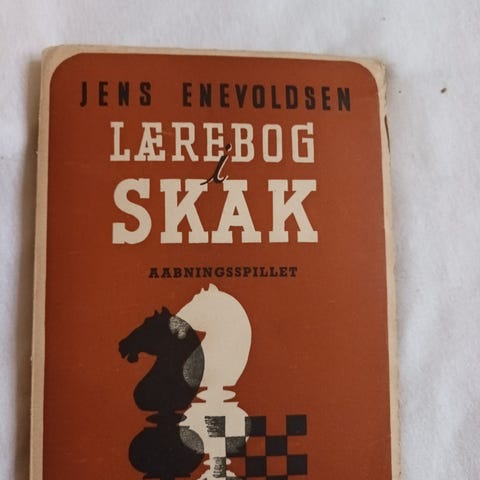 JENS ENEVOLDSEN
LÆREBOG
i
SKAK
AABNINGSSPILLET